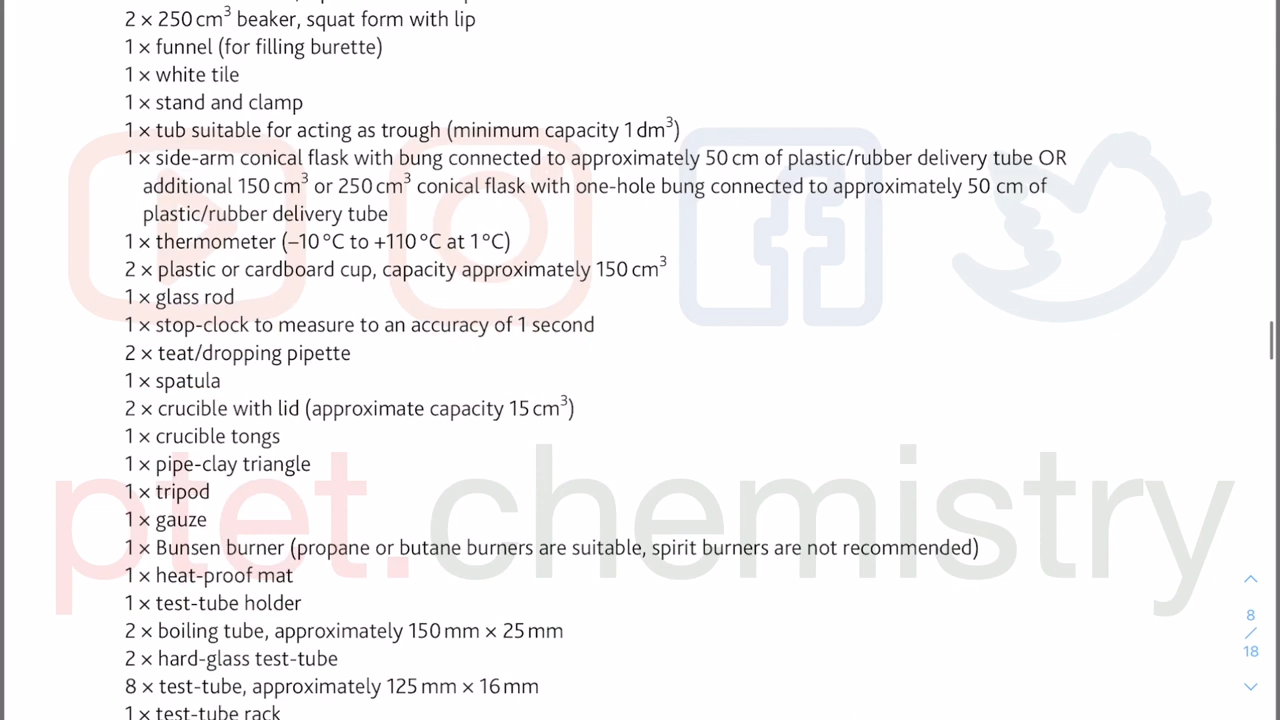 2 × 250 cm³ beaker, squat form with lip
1 × funnel (for filling burette)
1 × white tile
1 × stand and clamp
1 × tub suitable for acting as trough (minimum capacity 1 dm³)
1 × side-arm conical flask with bung connected to approximately 50 cm of plastic/rubber delivery tube OR
additional 150 cm³ or 250 cm³ conical flask with one-hole bung connected to approximately 50 cm of
plastic/rubber delivery tube
1 × thermometer (–10 °C to +110 °C at 1 °C)
2 × plastic or cardboard cup, capacity approximately 150 cm³
1 × glass rod
1 × stop-clock to measure to an accuracy of 1 second
2 × teat/dropping pipette
1 × spatula
2 × crucible with lid (approximate capacity 15 cm³)
1 × crucible tongs
1 × pipe-clay triangle
1 × tripod
1 × gauze
1 × Bunsen burner (propane or butane burners are suitable, spirit burners are not recommended)
1 × heat-proof mat
1 × test-tube holder
2 × boiling tube, approximately 150 mm × 25 mm
2 × hard-glass test-tube
8 × test-tube, approximately 125 mm × 16 mm
1 × test-tube rack
ptet.chemistry
8
/
18